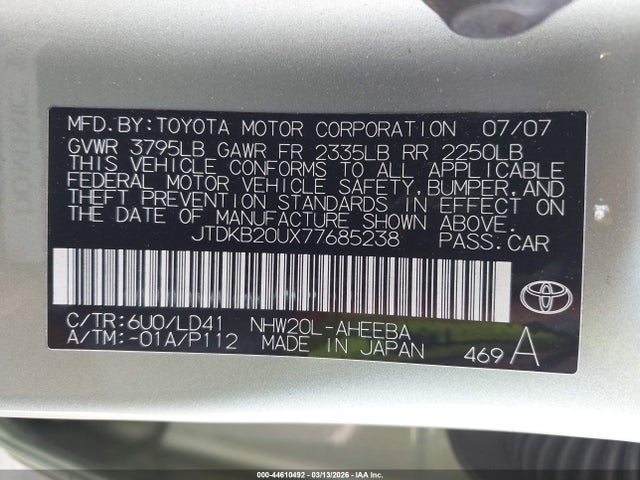 MFD.BY:TOYOTA MOTOR CORPORATION 07/07
GVWR 3795LB GAWR FR 2335LB RR 2250LB
THIS VEHICLE CONFORMS TO ALL APPLICABLE
FEDERAL MOTOR VEHICLE SAFETY,BUMPER,AND
THEFT PREVENTION STANDARDS IN EFFECT ON
THE DATE OF MANUFACTURE SHOWN ABOVE.
JTDKB20UX77685238 PASS.CAR
C/TR:6U0/LD41 NHW20L-AHEEBA
A/TM:-01A/P112 MADE IN JAPAN 469 A
TOYOTA
000-44610492 - 03/13/2026 - IAAI.COM